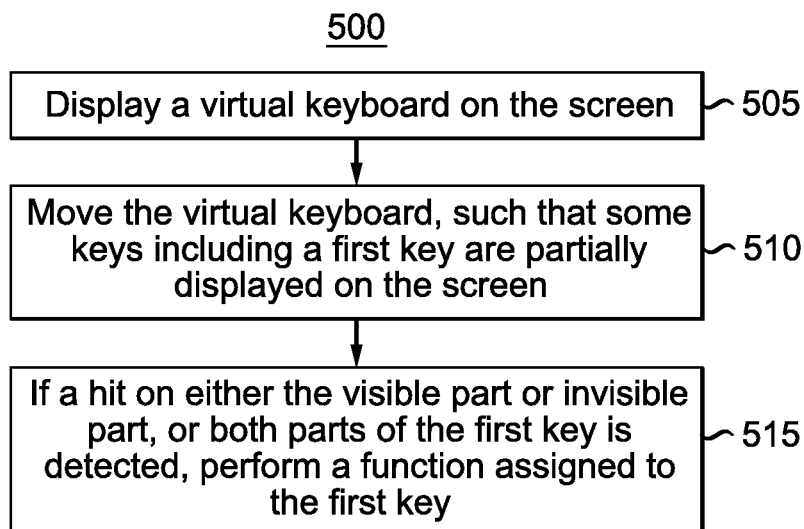 500
Display a virtual keyboard on the screen
505
Move the virtual keyboard, such that some
keys including a first key are partially
displayed on the screen
510
If a hit on either the visible part or invisible
part, or both parts of the first key is
detected, perform a function assigned to
the first key
515